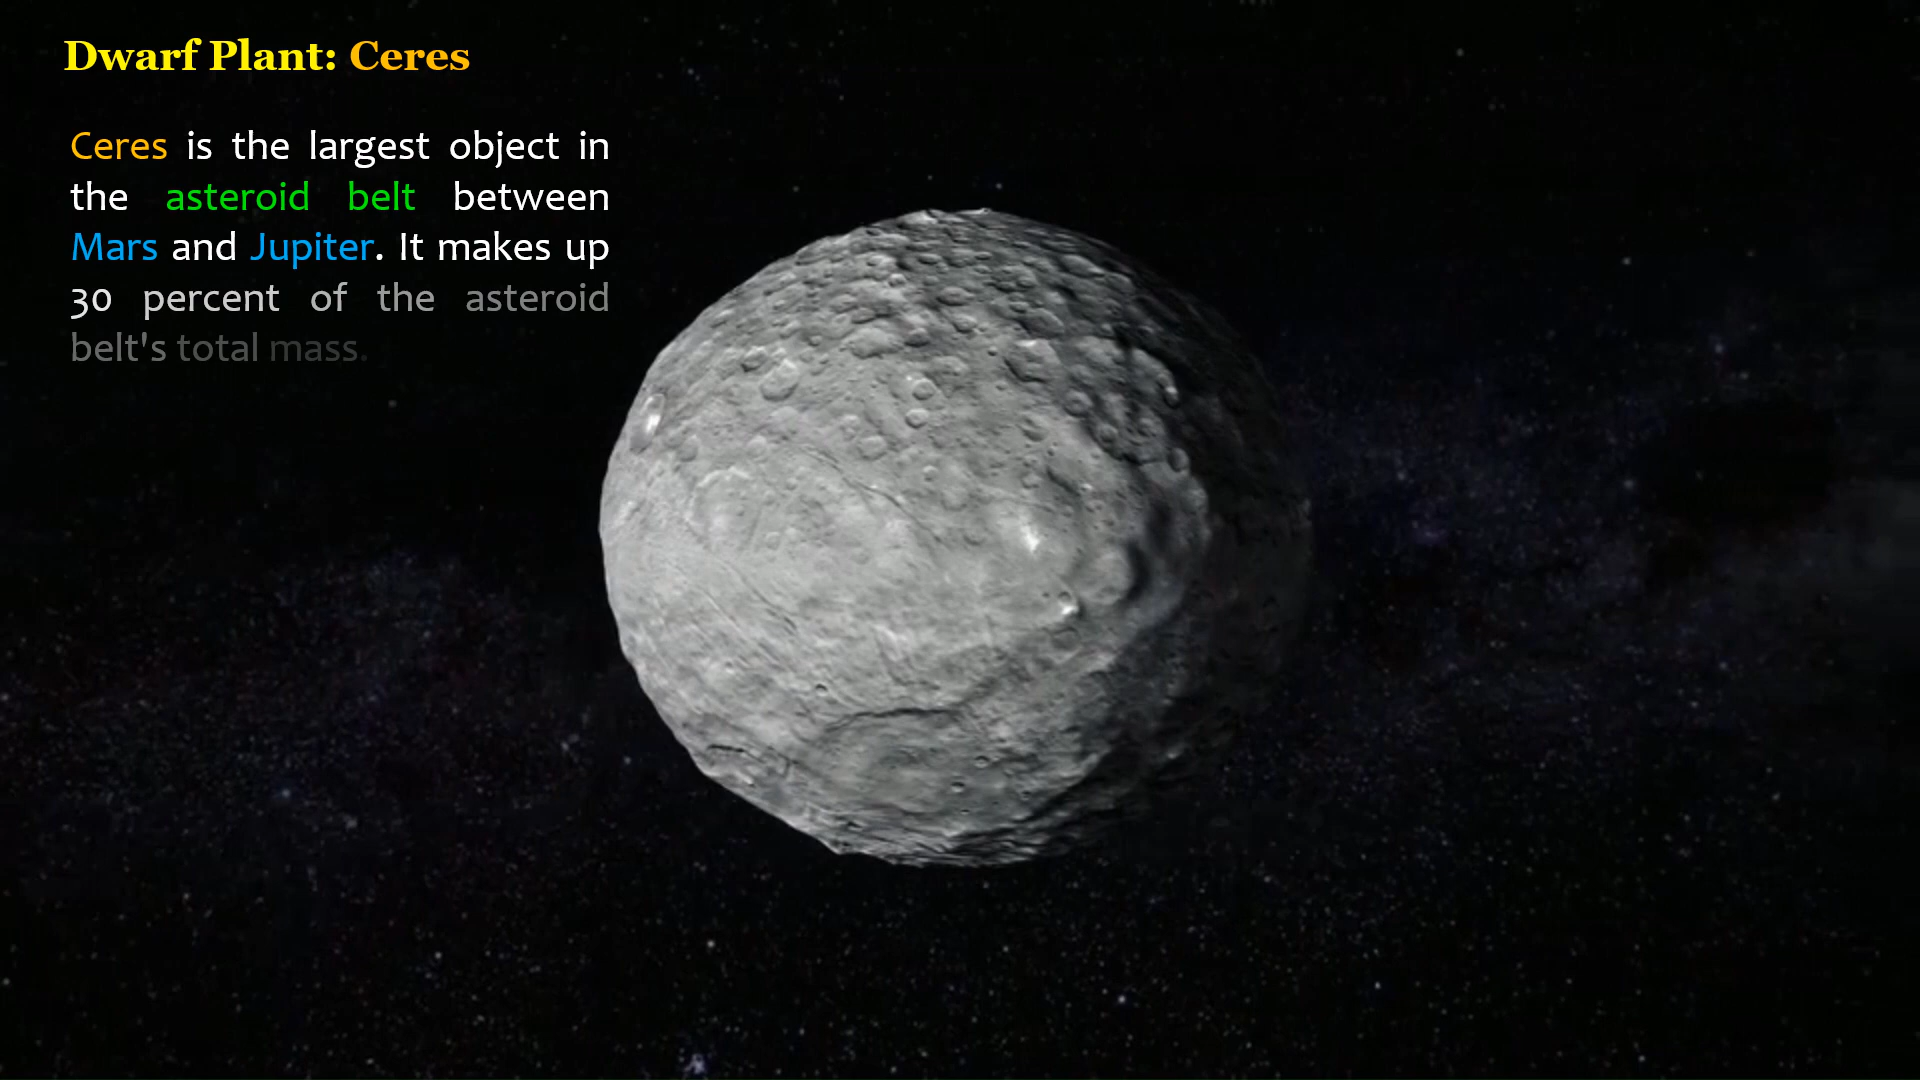 Dwarf Plant: Ceres
Ceres is the largest object in
the asteroid belt between
Mars and Jupiter. It makes up
30 percent of the asteroid
belt's total mass.